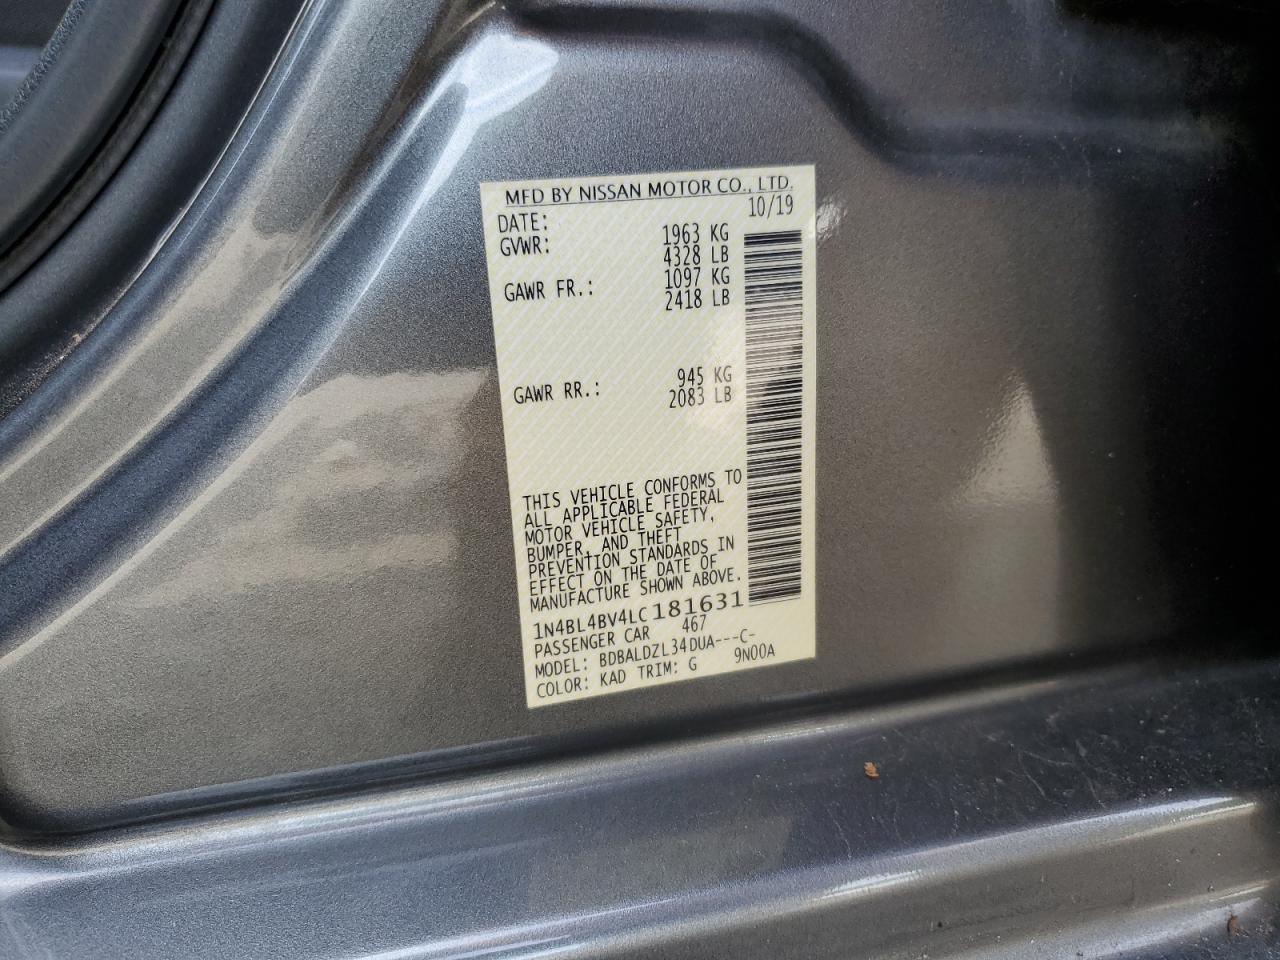 MFD BY NISSAN MOTOR CO., LTD.
DATE: 10/19
GVWR: 1963 KG
4328 LB
GAWR FR.: 1097 KG
2418 LB
GAWR RR.: 945 KG
2083 LB
THIS VEHICLE CONFORMS TO
ALL APPLICABLE FEDERAL
MOTOR VEHICLE SAFETY,
BUMPER, AND THEFT
PREVENTION STANDARDS IN
EFFECT ON THE DATE OF
MANUFACTURE SHOWN ABOVE.
1N4BL4BV4LC181631
PASSENGER CAR 467
MODEL: BDBALDZL34DUA---C-
COLOR: KAD TRIM: G 9N00A